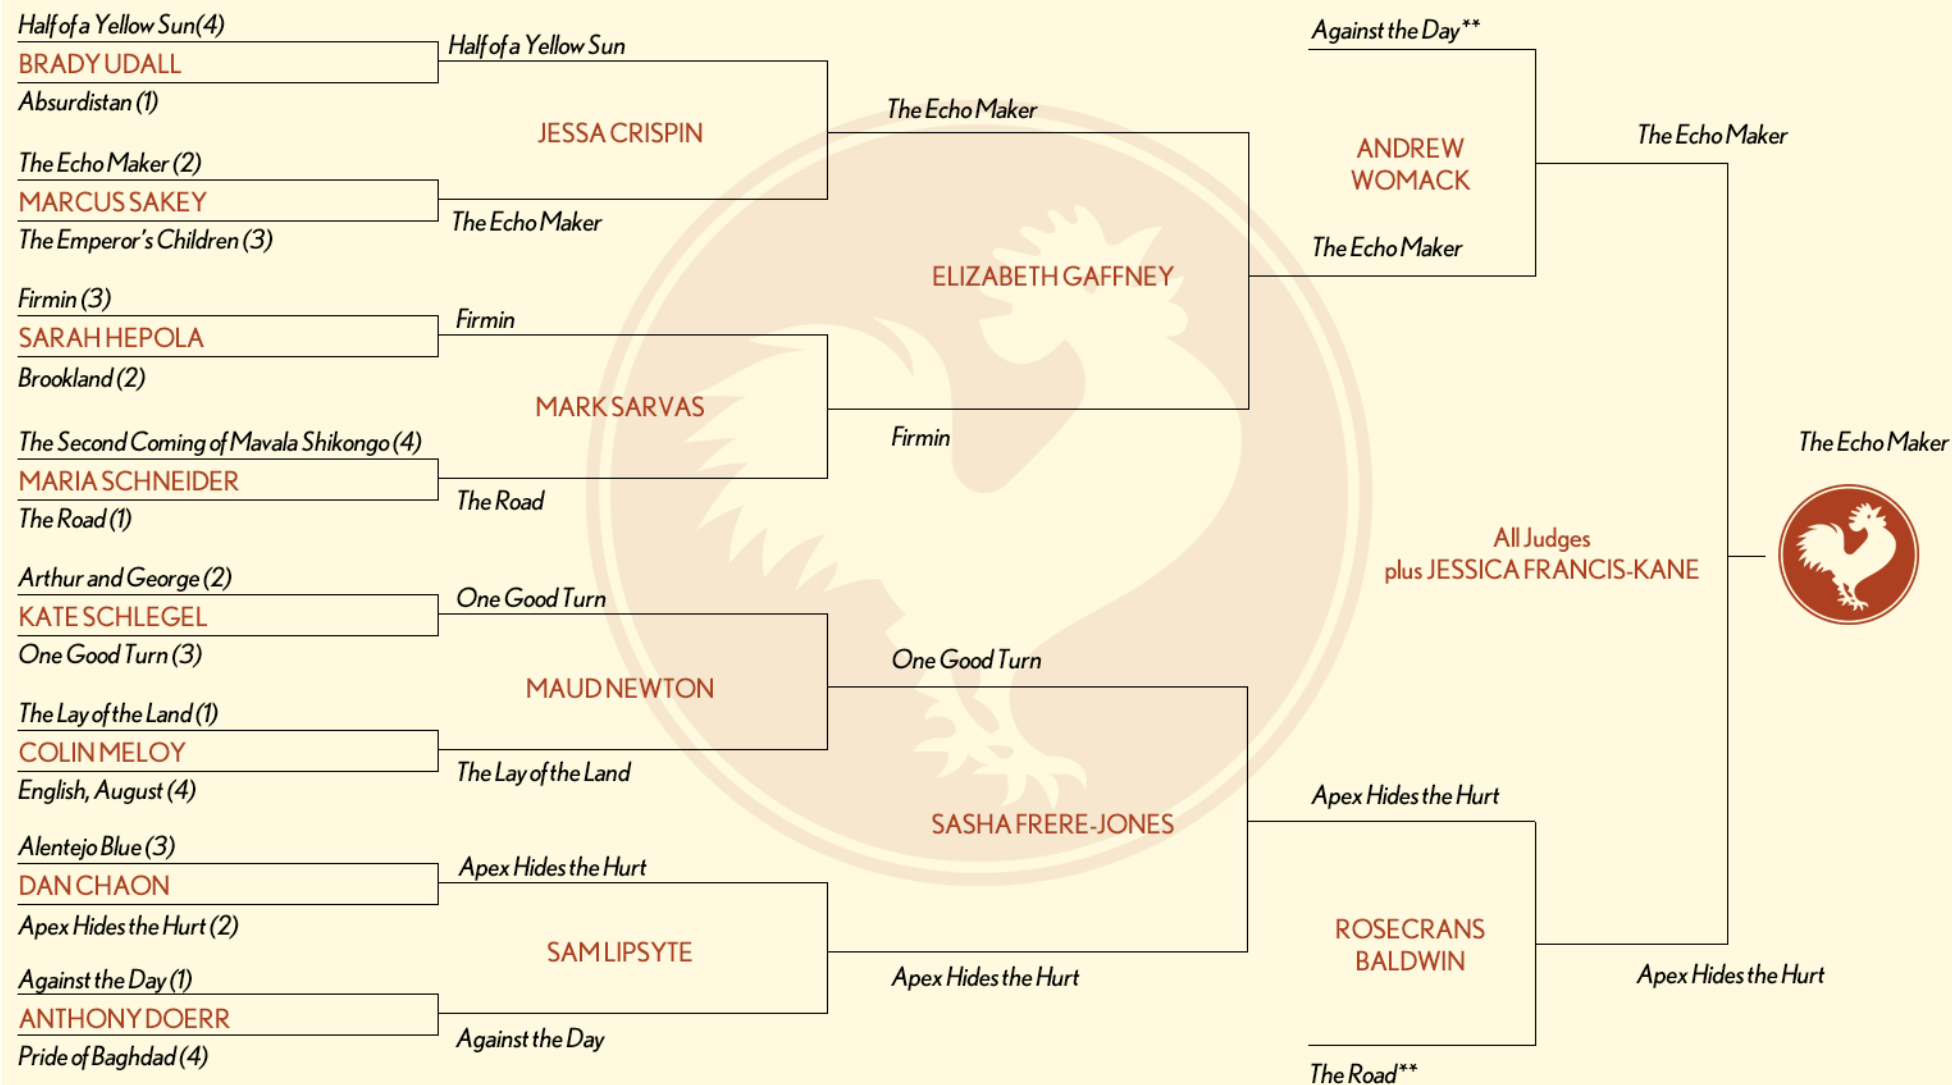 Half of a Yellow Sun(4)
BRADY UDALL
Absurdistan (1)
The Echo Maker (2)
MARCUS SAKEY
The Emperor's Children (3)
Firmin (3)
SARAH HEPOLA
Brookland (2)
The Second Coming of Mavala Shikongo (4)
MARIA SCHNEIDER
The Road (1)
Arthur and George (2)
KATE SCHLEGEL
One Good Turn (3)
The Lay of the Land (1)
COLIN MELOY
English, August (4)
Alentejo Blue (3)
DAN CHAON
Apex Hides the Hurt (2)
Against the Day (1)
ANTHONY DOERR
Pride of Baghdad (4)
Half of a Yellow Sun
JESSA CRISPIN
The Echo Maker
Firmin
MARK SARVAS
The Road
One Good Turn
MAUD NEWTON
The Lay of the Land
Apex Hides the Hurt
SAM LIPSYTE
Against the Day
The Echo Maker
ELIZABETH GAFFNEY
Firmin
One Good Turn
SASHA FRERE-JONES
Apex Hides the Hurt
Against the Day**
ANDREW
WOMACK
The Echo Maker
Apex Hides the Hurt
ROSECRANS
BALDWIN
The Road**
The Echo Maker
All Judges
plus JESSICA FRANCIS-KANE
Apex Hides the Hurt
The Echo Maker